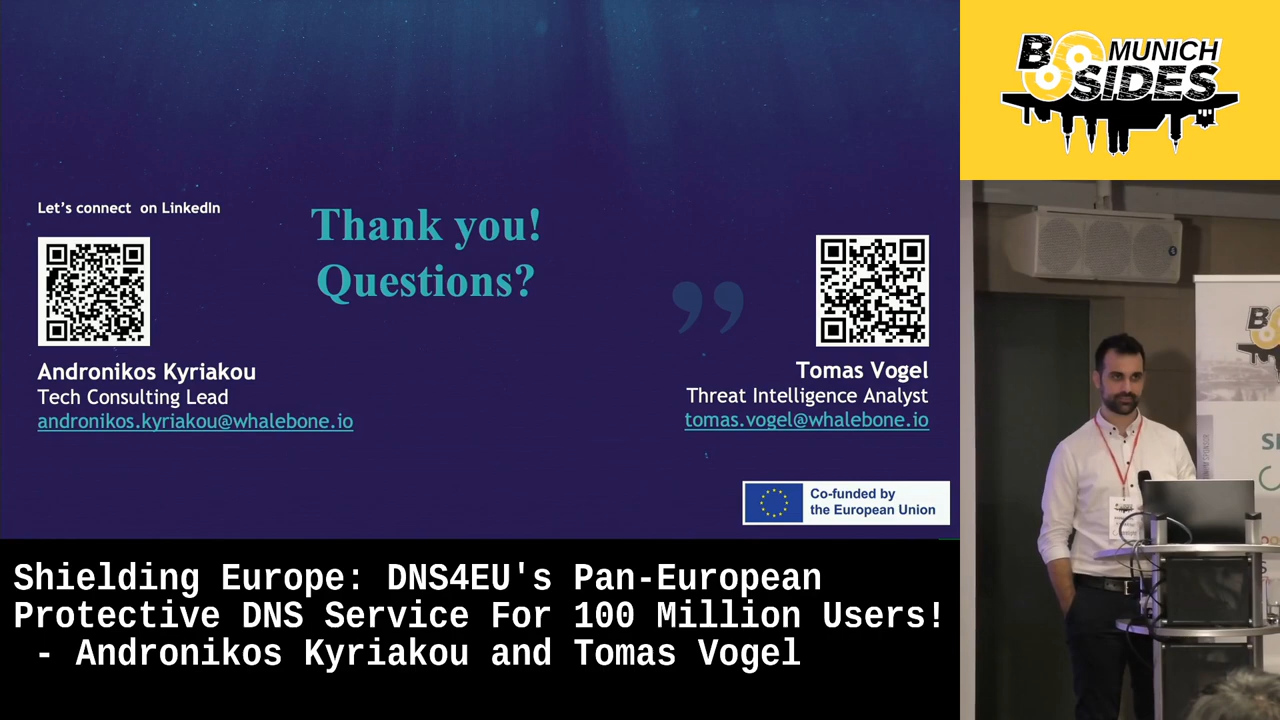 Let's connect  on LinkedIn
Thank you!
Questions?
”
Andronikos Kyriakou
Tech Consulting Lead
andronikos.kyriakou@whalebone.io
Tomas Vogel
Threat Intelligence Analyst
tomas.vogel@whalebone.io
Co-funded by
the European Union
Shielding Europe: DNS4EU's Pan-European
Protective DNS Service For 100 Million Users!
- Andronikos Kyriakou and Tomas Vogel
BSIDES MUNICH